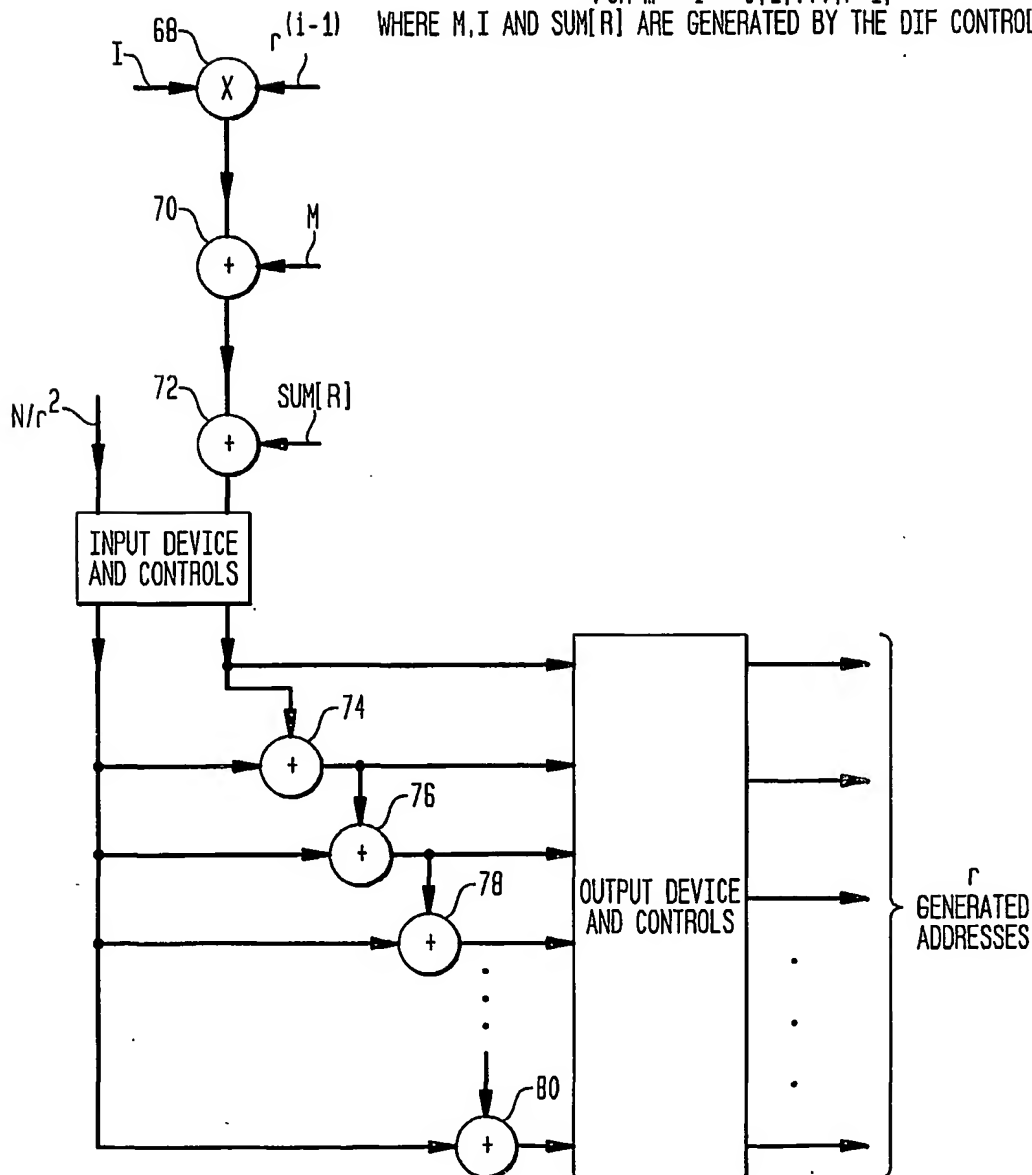 WHERE M,I AND SUM[R] ARE GENERATED BY THE DIF CONTROL
68
I
r(i-1)
X
70
M
+
72
SUM[R]
N/r²
+
INPUT DEVICE
AND CONTROLS
74
+
76
+
78
+
OUTPUT DEVICE
AND CONTROLS
r
GENERATED
ADDRESSES
80
+